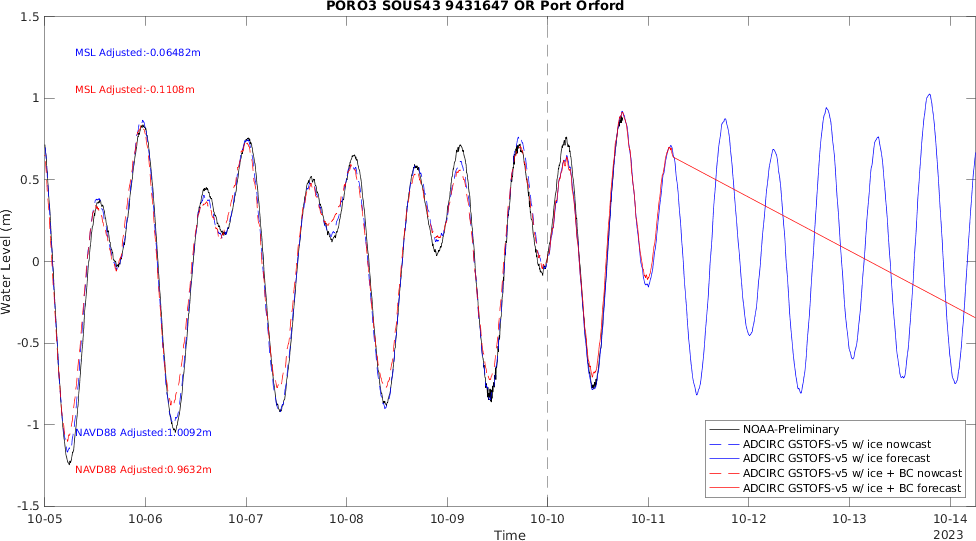 PORO3 SOUS43 9431647 OR Port Orford
1.5
MSL Adjusted:-0.06482m
MSL Adjusted:-0.1108m
1
0.5
0
Water Level (m)
-0.5
-1
NAVD88 Adjusted:1.0092m
NAVD88 Adjusted:0.9632m
-1.5
NOAA-Preliminary
ADCIRC GSTOFS-v5 w/ ice nowcast
ADCIRC GSTOFS-v5 w/ ice forecast
ADCIRC GSTOFS-v5 w/ ice + BC nowcast
ADCIRC GSTOFS-v5 w/ ice + BC forecast
10-05 10-06 10-07 10-08 10-09 10-10 10-11 10-12 10-13 10-14
Time
2023